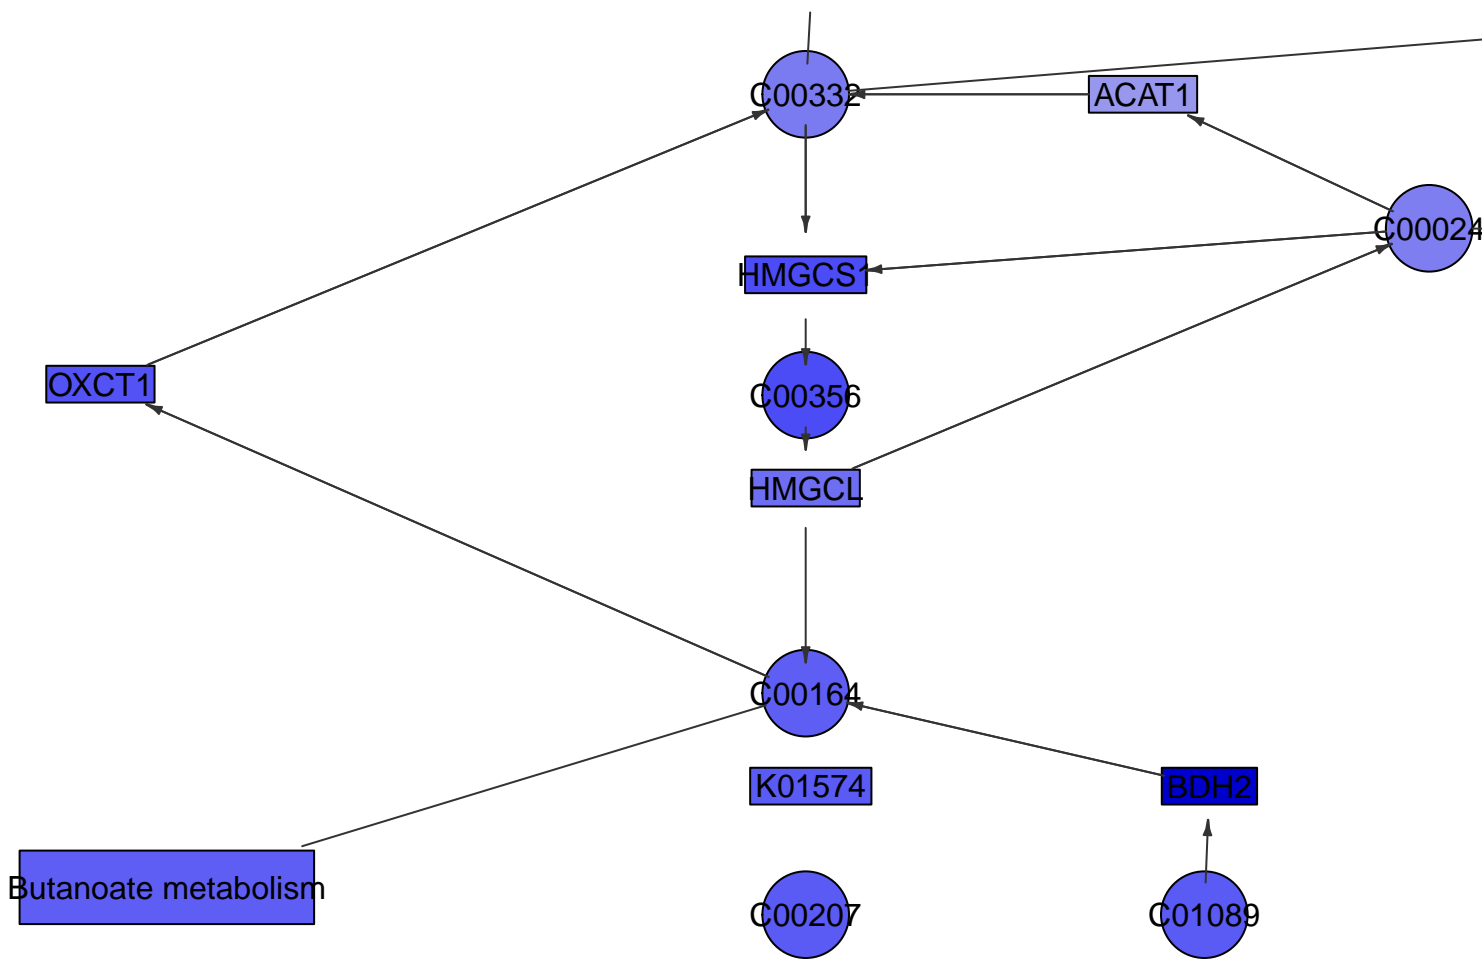 C00332
ACAT1
C00024
HMGCS1
OXCT1
C00356
HMGCL
C00164
K01574
BDH2
Butanoate metabolism
C00207
C01089